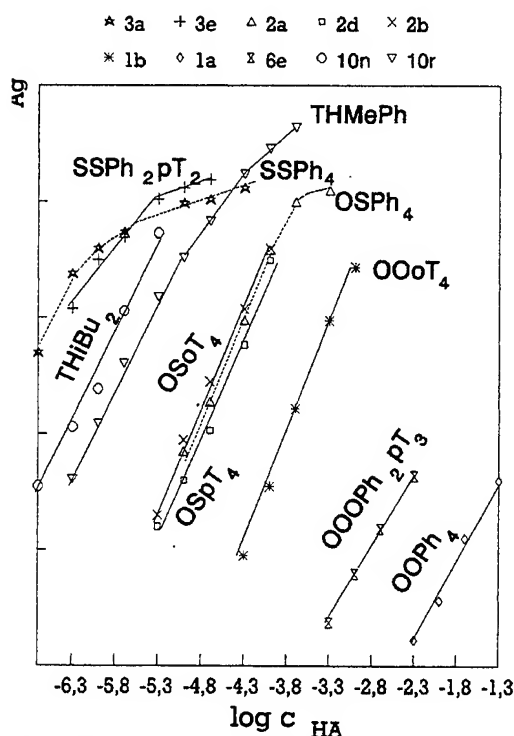 3a 3e 2a 2d 2b
1b 1a 6e 10n 10r
Ag
THMePh
SSPh2pT2
SSPh4
OSPh4
OOoT4
THiBu2
OSoT4
OSpT4
OOOPh2pT3
OOPh4
-6,3 -5,8 -5,3 -4,8 -4,3 -3,8 -3,3 -2,8 -2,3 -1,8 -1,3
log c HA